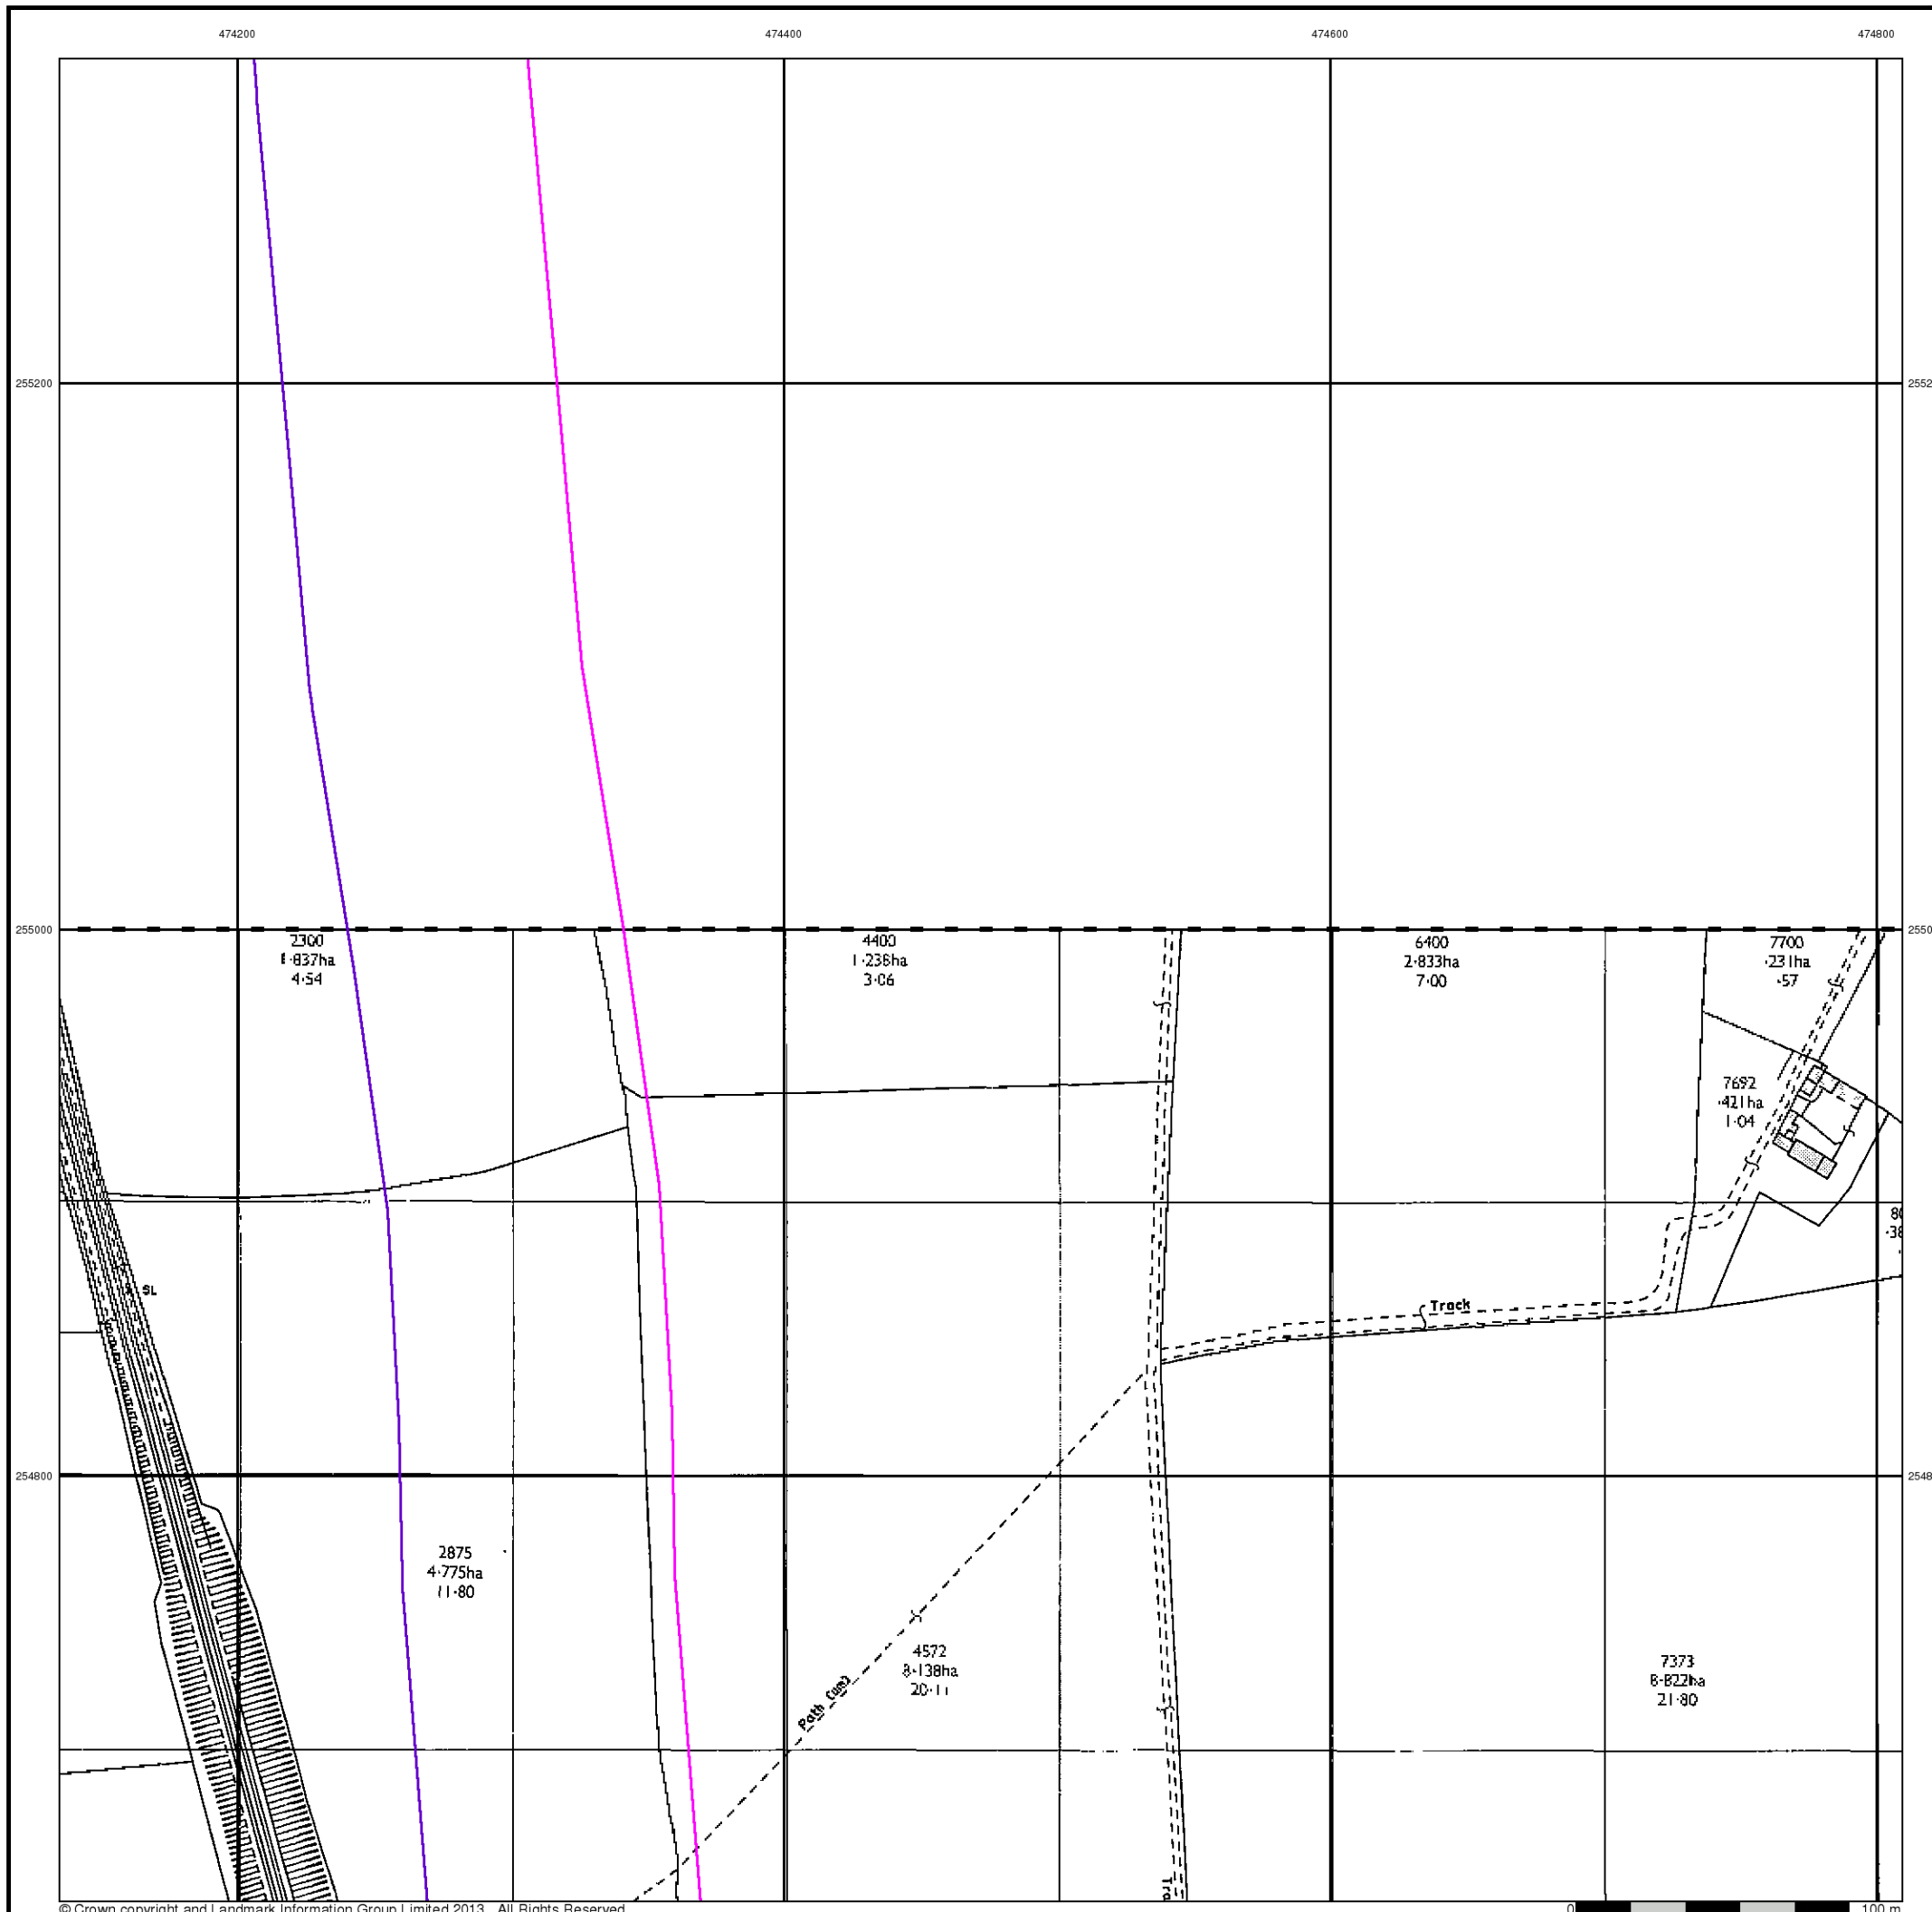 474200 474400 474600 474800
255200
255000
2300
1·837ha
4·54
4400
1·238ha
3·06
6400
2·833ha
7·00
7700
·231ha
·57
7692
·421ha
1·04
SL
Track
254800
2875
4·775ha
11·80
4572
8·138ha
20·11
7373
8·822ha
21·80
Path (um)
Tra
© Crown copyright and Landmark Information Group Limited 2013. All Rights Reserved.
0 100 m